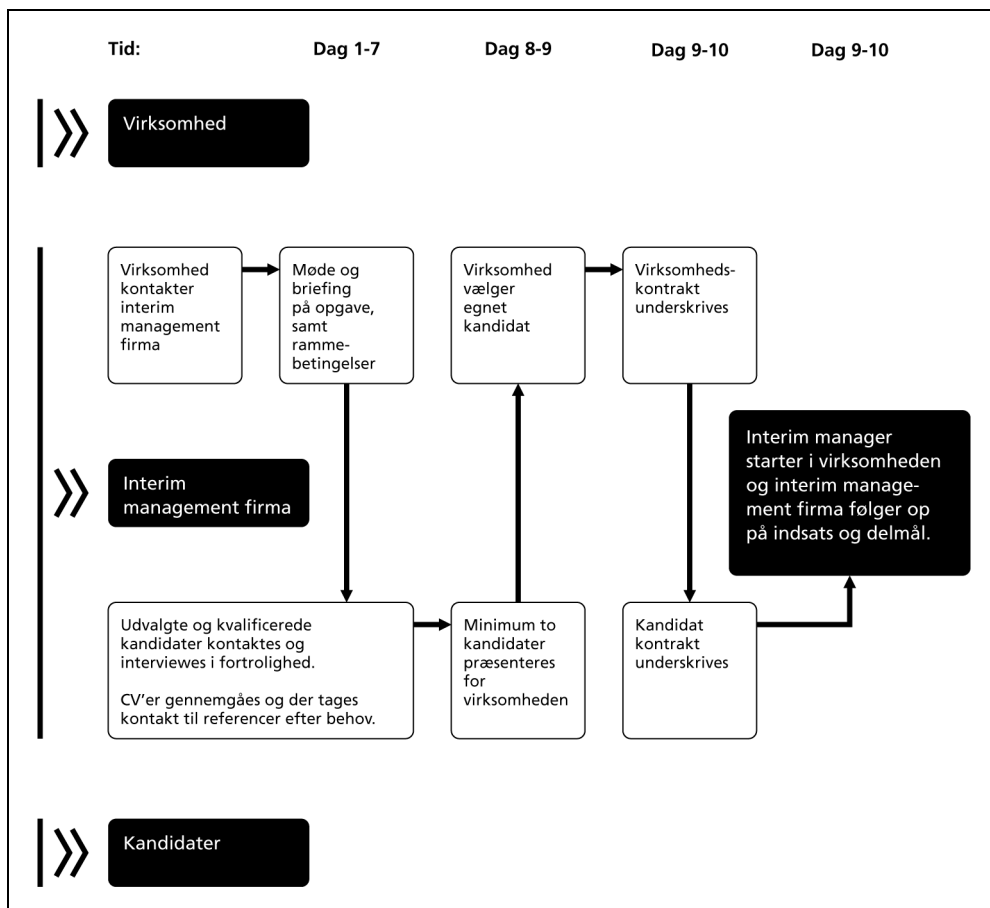 Tid: Dag 1-7 Dag 8-9 Dag 9-10 Dag 9-10
Virksomhed
Virksomhed
kontakter
interim
management
firma
Møde og
briefing
på opgave,
samt
ramme-
betingelser
Virksomhed
vælger
egnet
kandidat
Virksomheds-
kontrakt
underskrives
Interim
management firma
Interim manager
starter i virksomheden
og interim manage-
ment firma følger op
på indsats og delmål.
Udvalgte og kvalificerede
kandidater kontaktes og
interviewes i fortrolighed.
CV'er gennemgåes og der tages
kontakt til referencer efter behov.
Minimum to
kandidater
præsenteres
for
virksomheden
Kandidat
kontrakt
underskrives
Kandidater